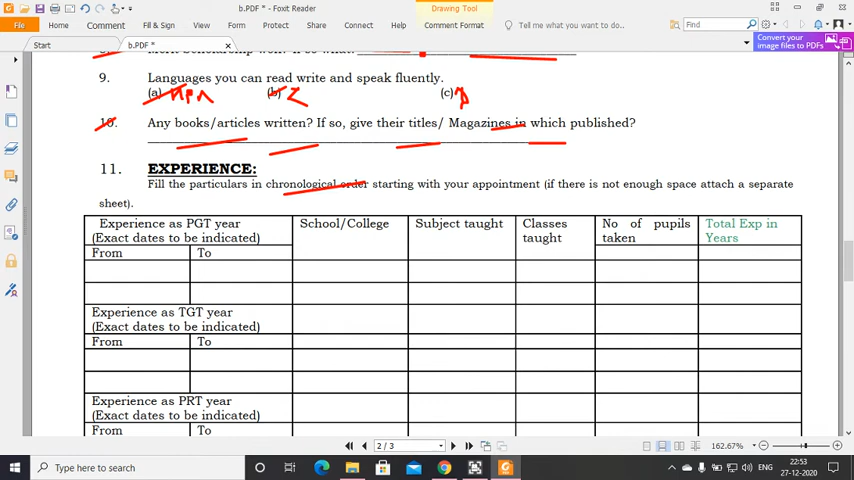 b.PDF * - Foxit Reader
Drawing Tool
File
Home
Comment
Fill & Sign
View
Form
Protect
Share
Connect
Help
Comments & Format
Tell me what you want to do...
Find
Start
b.PDF *
Convert your
image files to PDFs
9. Languages you can read write and speak fluently.
(a) (b) (c)
10. Any books/articles written? If so, give their titles/ Magazines in which published?
11. EXPERIENCE:
Fill the particulars in chronological order starting with your appointment (if there is not enough space attach a separate
sheet).
Experience as PGT year
(Exact dates to be indicated)
School/College
Subject taught
Classes
taught
No of pupils
taken
Total Exp in
Years
From To
Experience as TGT year
(Exact dates to be indicated)
From To
Experience as PRT year
(Exact dates to be indicated)
From To
2 / 3
162.67%
Type here to search
ENG
22:53
27-12-2020